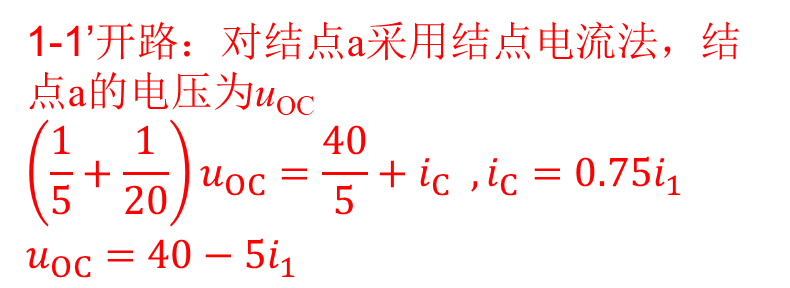 1-1’开路：对结点a采用结点电流法，结
点a的电压为u_OC
(1/5 + 1/20) u_OC = 40/5 + i_C , i_C = 0.75i_1
u_OC = 40 − 5i_1